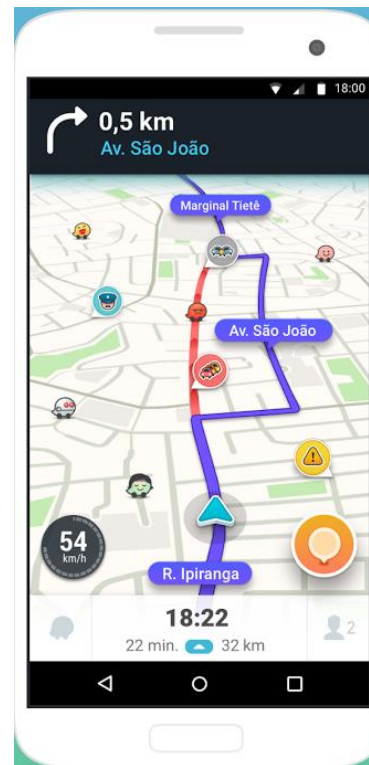 18:00
0,5 km
Av. São João
Marginal Tietê
Av. São João
54
km/h
R. Ipiranga
18:22
2
22 min. 32 km